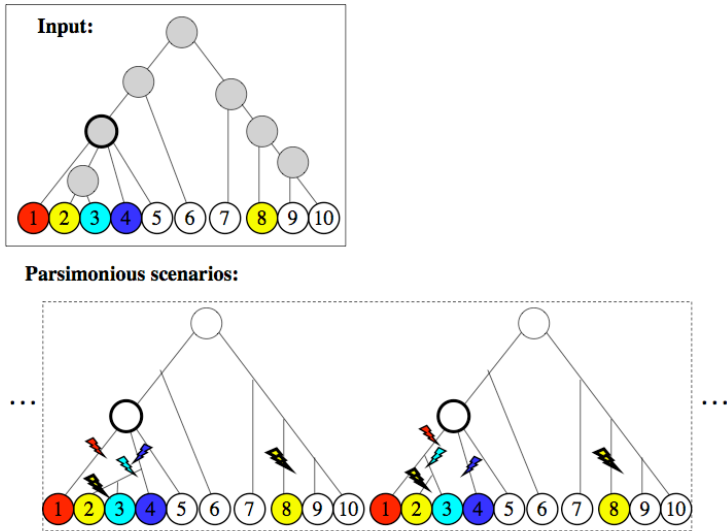 Input:
1 2 3 4 5 6 7 8 9 10
Parsimonious scenarios:
... ...
1 2 3 4 5 6 7 8 9 10 1 2 3 4 5 6 7 8 9 10